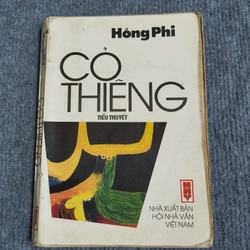 Hồng Phi
CỎ
THIÊNG
TIỂU THUYẾT
NHÀ XUẤT BẢN
HỘI NHÀ VĂN
VIỆT NAM